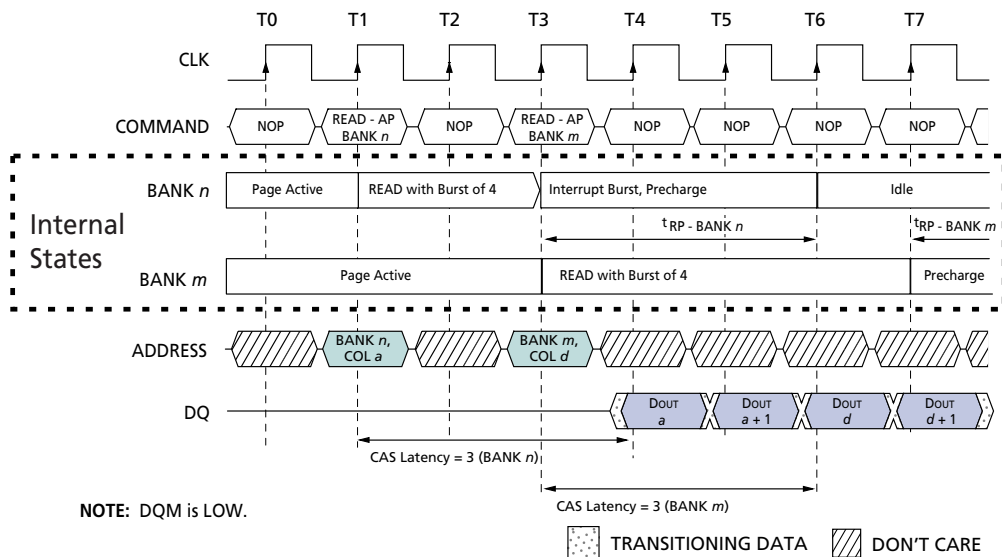 T0 T1 T2 T3 T4 T5 T6 T7
CLK
COMMAND
NOP
READ - AP
BANK n
NOP
READ - AP
BANK m
NOP
NOP
NOP
NOP
Internal
States
BANK n
Page Active
READ with Burst of 4
Interrupt Burst, Precharge
Idle
tRP - BANK n
tRP - BANK m
BANK m
Page Active
READ with Burst of 4
Precharge
ADDRESS
BANK n,
COL a
BANK m,
COL d
DQ
DOUT
a
DOUT
a + 1
DOUT
d
DOUT
d + 1
CAS Latency = 3 (BANK n)
CAS Latency = 3 (BANK m)
NOTE: DQM is LOW.
TRANSITIONING DATA
DON'T CARE